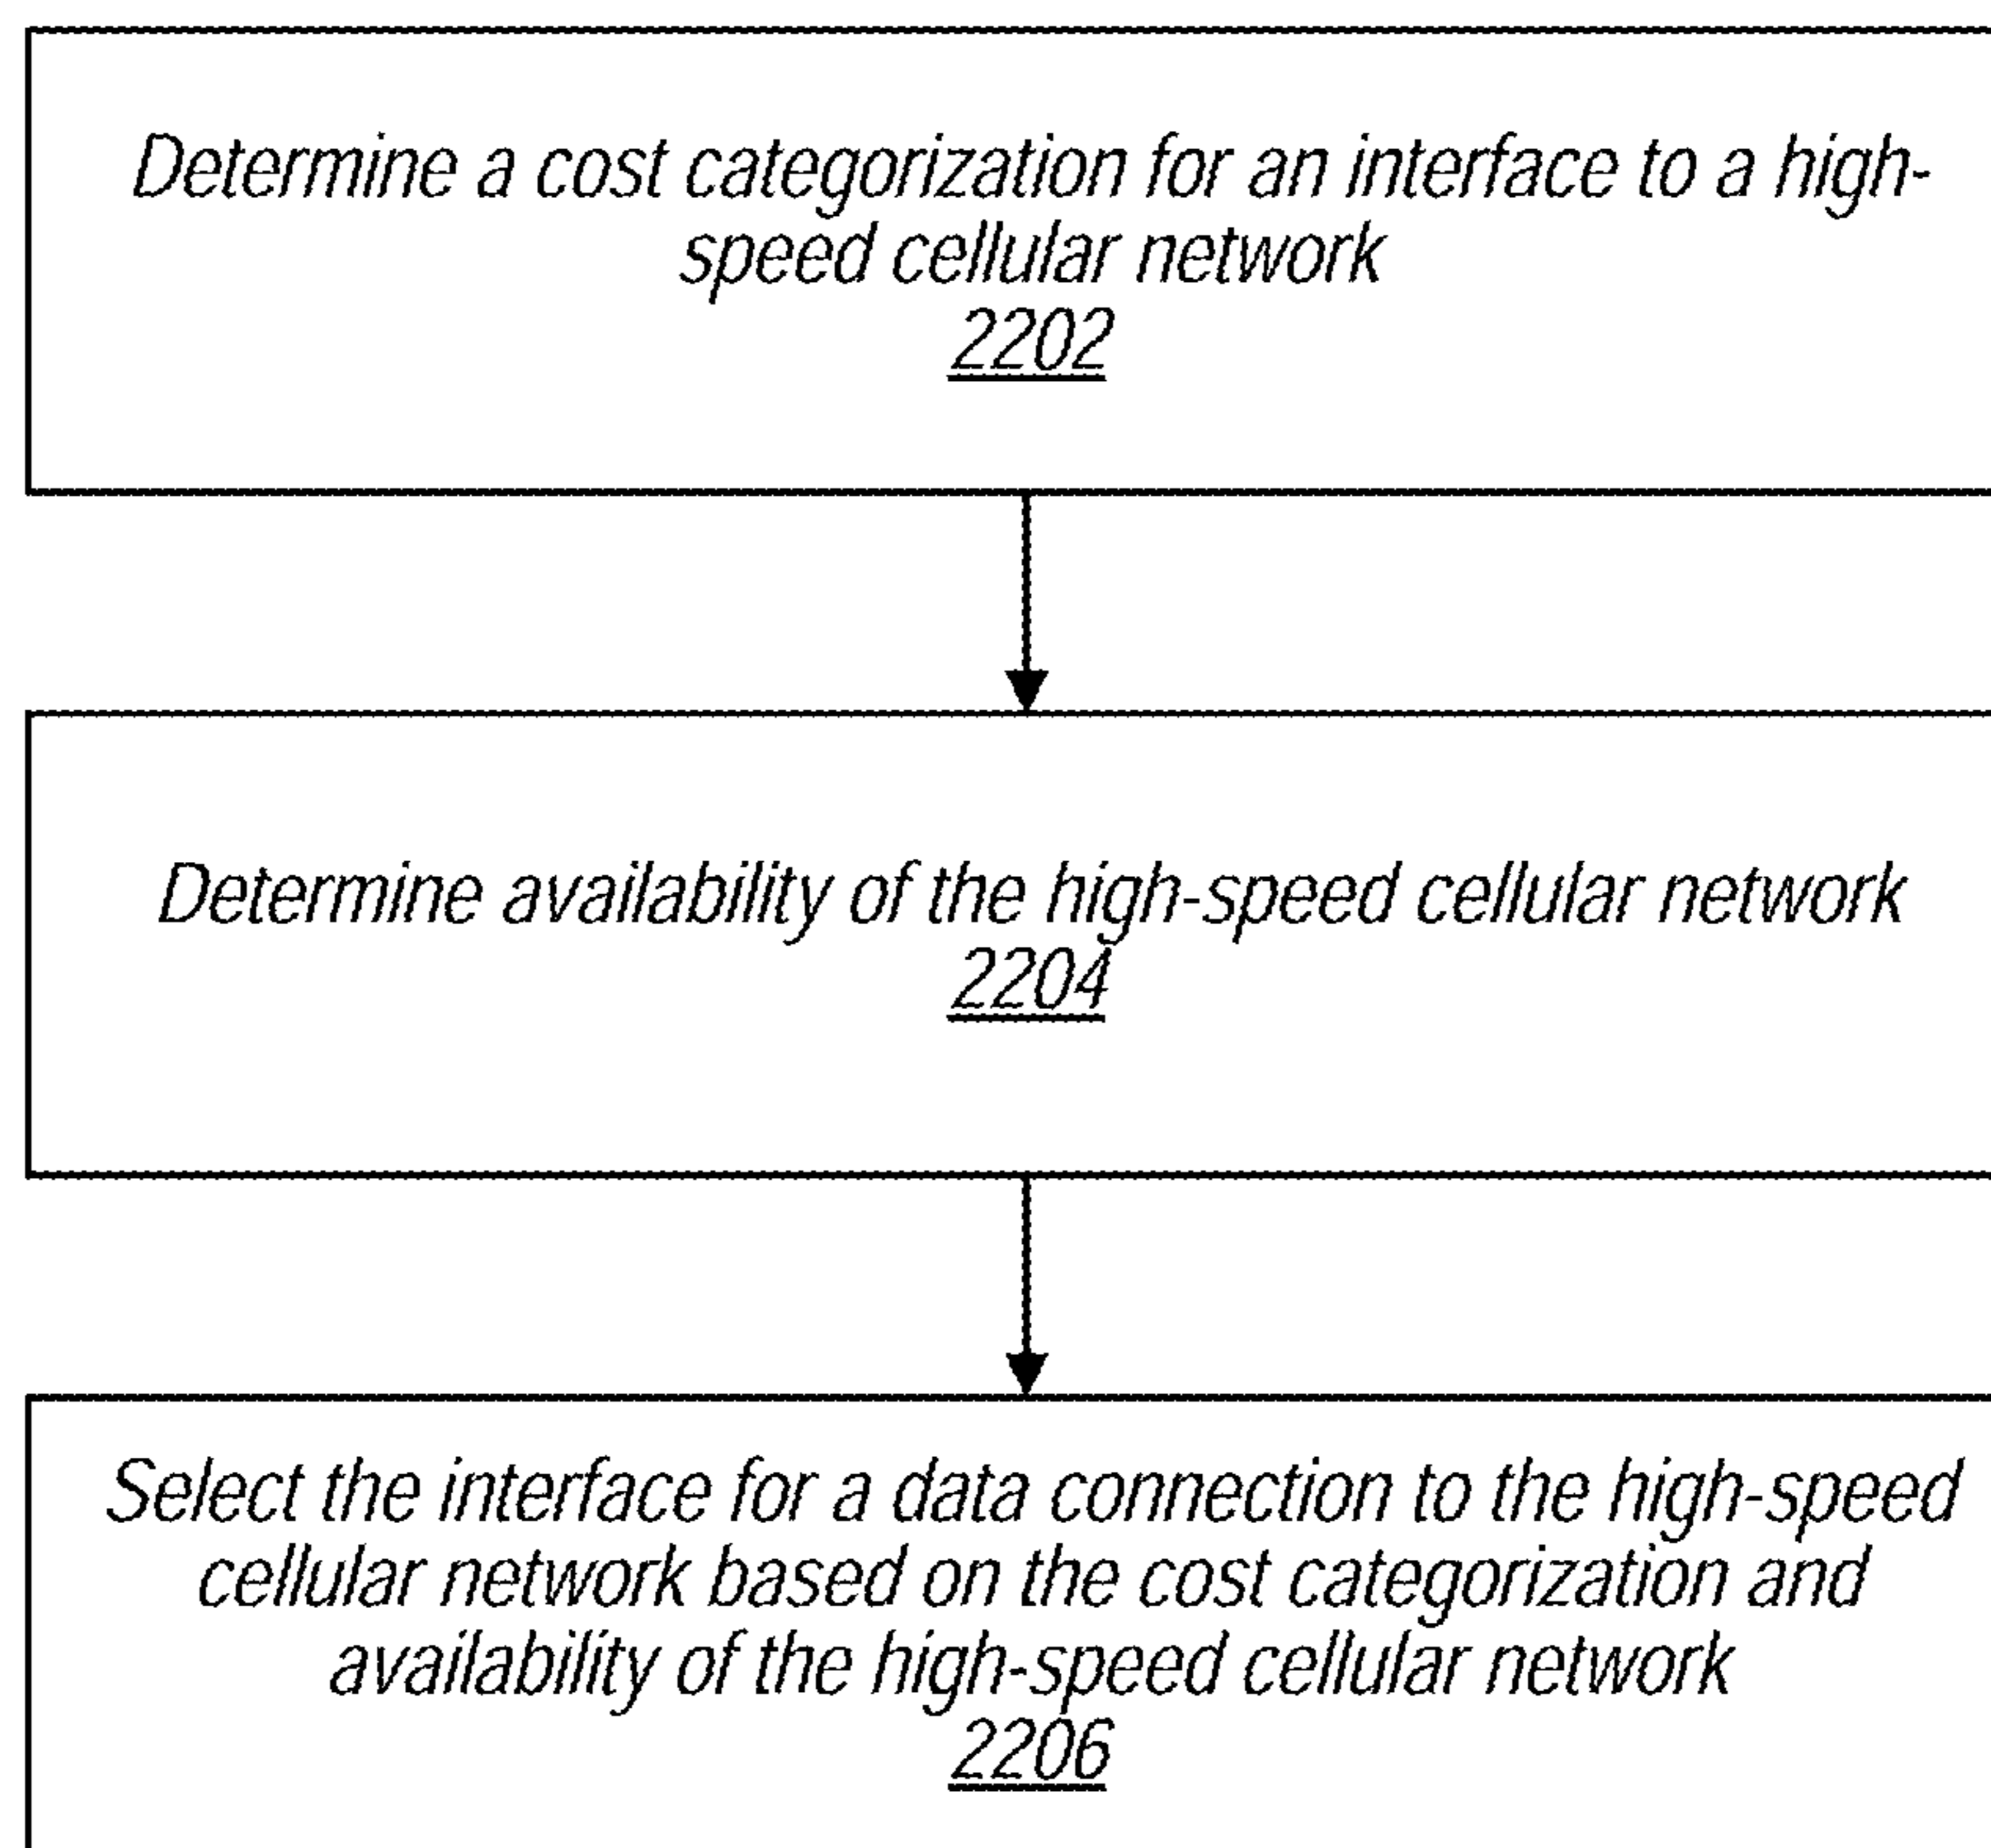 Determine a cost categorization for an interface to a high-
speed cellular network
2202
Determine availability of the high-speed cellular network
2204
Select the interface for a data connection to the high-speed
cellular network based on the cost categorization and
availability of the high-speed cellular network
2206